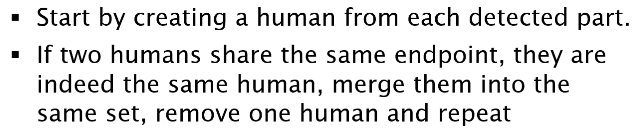 ▪ Start by creating a human from each detected part.
▪ If two humans share the same endpoint, they are
indeed the same human, merge them into the
same set, remove one human and repeat